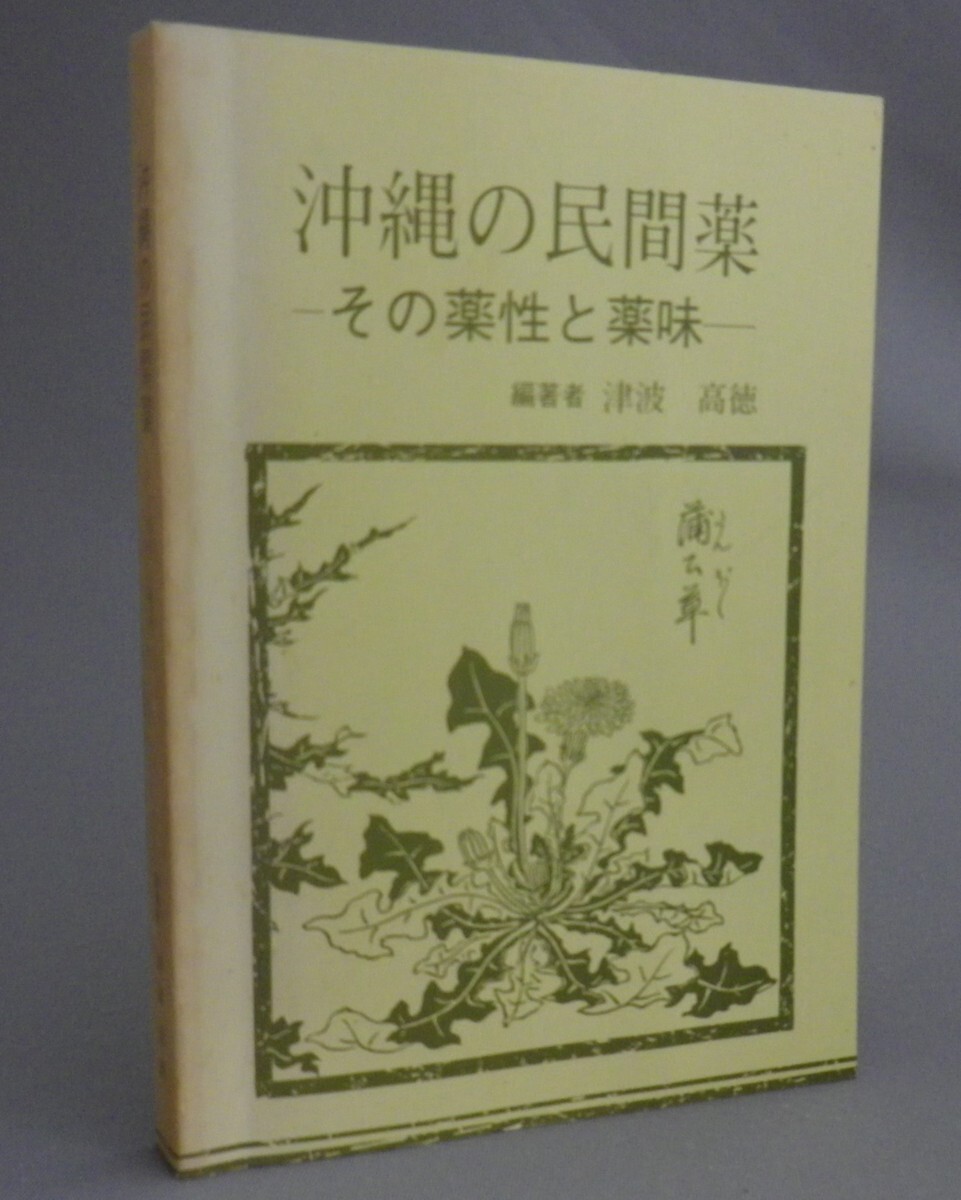 沖縄の民間薬
―その薬性と薬味―
編著者 津波 高徳
蒲公草